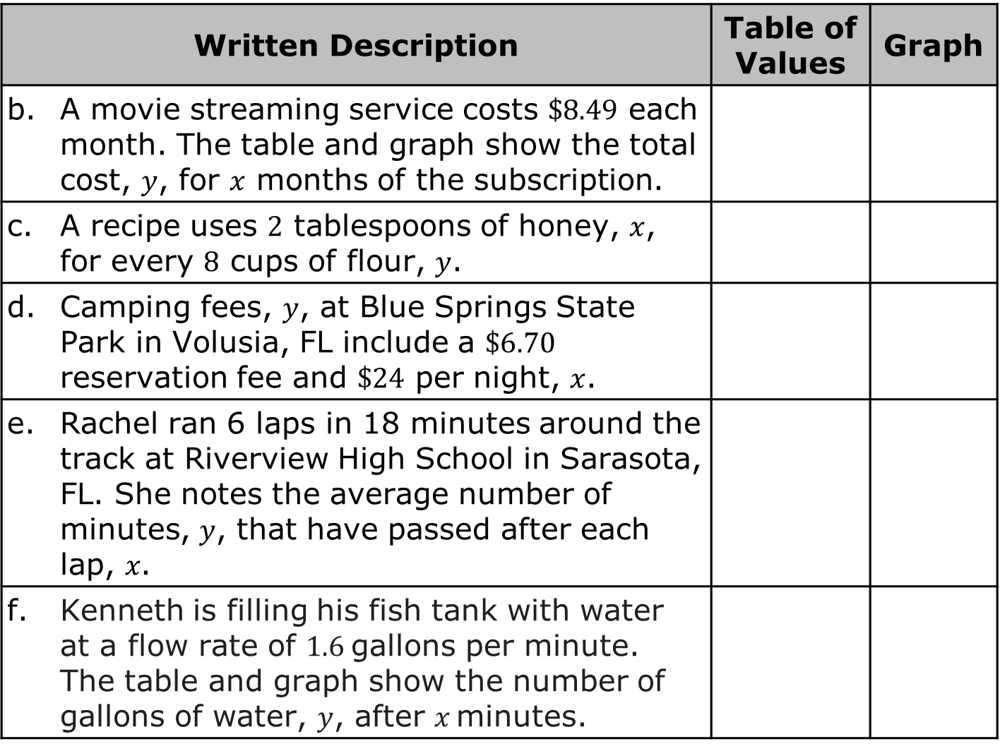 Written Description
Table of
Values
Graph
b. A movie streaming service costs $8.49 each
month. The table and graph show the total
cost, y, for x months of the subscription.
c. A recipe uses 2 tablespoons of honey, x,
for every 8 cups of flour, y.
d. Camping fees, y, at Blue Springs State
Park in Volusia, FL include a $6.70
reservation fee and $24 per night, x.
e. Rachel ran 6 laps in 18 minutes around the
track at Riverview High School in Sarasota,
FL. She notes the average number of
minutes, y, that have passed after each
lap, x.
f. Kenneth is filling his fish tank with water
at a flow rate of 1.6 gallons per minute.
The table and graph show the number of
gallons of water, y, after x minutes.